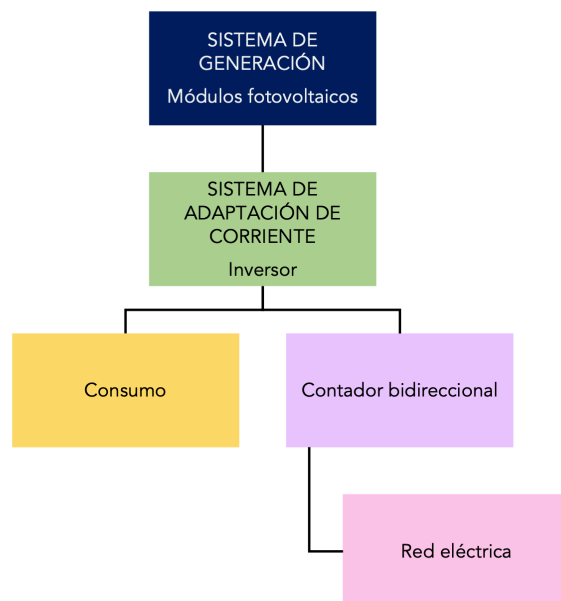 SISTEMA DE
GENERACIÓN
Módulos fotovoltaicos
SISTEMA DE
ADAPTACIÓN DE
CORRIENTE
Inversor
Consumo
Contador bidireccional
Red eléctrica